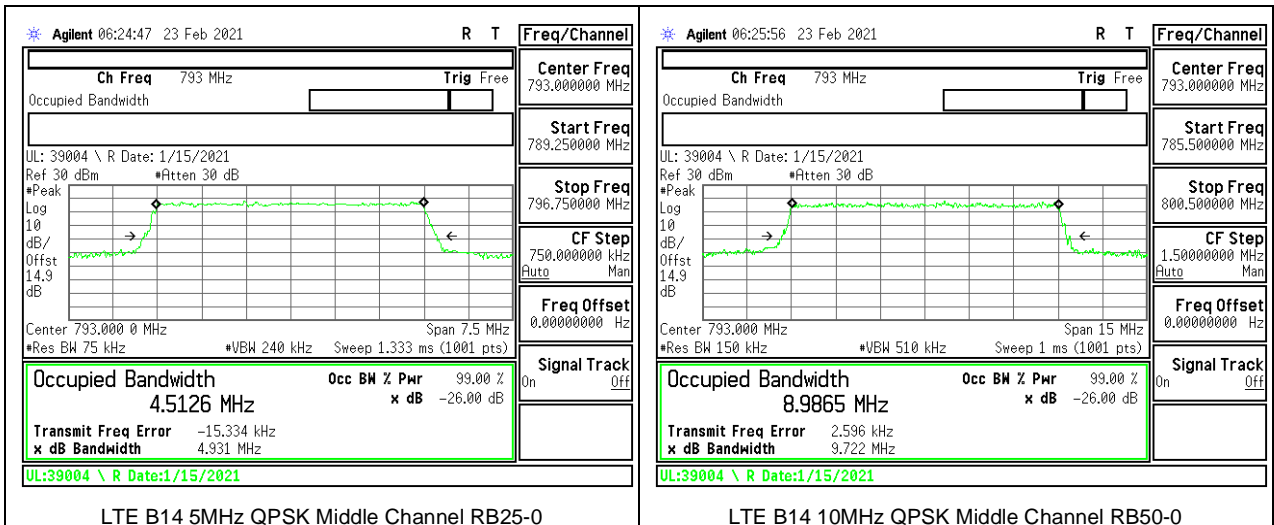 Agilent 06:24:47 23 Feb 2021 R T
Ch Freq 793 MHz Trig Free
Occupied Bandwidth
UL: 39004 \ R Date: 1/15/2021
Ref 30 dBm #Atten 30 dB
#Peak
Log
10
dB/
Offst
14.9
dB
Center 793.000 0 MHz Span 7.5 MHz
#Res BW 75 kHz #VBW 240 kHz Sweep 1.333 ms (1001 pts)
Occupied Bandwidth Occ BW % Pwr 99.00 %
4.5126 MHz x dB -26.00 dB
Transmit Freq Error -15.334 kHz
x dB Bandwidth 4.931 MHz
UL:39004 \ R Date:1/15/2021
Freq/Channel
Center Freq
793.000000 MHz
Start Freq
789.250000 MHz
Stop Freq
796.750000 MHz
CF Step
750.000000 kHz
Auto Man
Freq Offset
0.00000000 Hz
Signal Track
On Off
LTE B14 5MHz QPSK Middle Channel RB25-0
Agilent 06:25:56 23 Feb 2021 R T
Ch Freq 793 MHz Trig Free
Occupied Bandwidth
UL: 39004 \ R Date: 1/15/2021
Ref 30 dBm #Atten 30 dB
#Peak
Log
10
dB/
Offst
14.9
dB
Center 793.000 MHz Span 15 MHz
#Res BW 150 kHz #VBW 510 kHz Sweep 1 ms (1001 pts)
Occupied Bandwidth Occ BW % Pwr 99.00 %
8.9865 MHz x dB -26.00 dB
Transmit Freq Error 2.596 kHz
x dB Bandwidth 9.722 MHz
UL:39004 \ R Date:1/15/2021
Freq/Channel
Center Freq
793.000000 MHz
Start Freq
785.500000 MHz
Stop Freq
800.500000 MHz
CF Step
1.50000000 MHz
Auto Man
Freq Offset
0.00000000 Hz
Signal Track
On Off
LTE B14 10MHz QPSK Middle Channel RB50-0